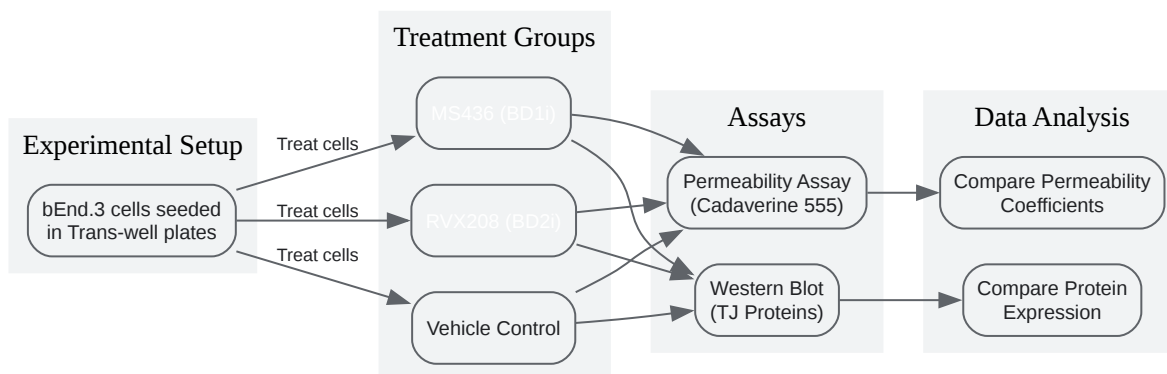 Experimental Setup
bEnd.3 cells seeded
in Trans-well plates
Treat cells
Treat cells
Treat cells
Treatment Groups
MS436 (BD1i)
RVX208 (BD2i)
Vehicle Control
Assays
Permeability Assay
(Cadaverine 555)
Western Blot
(TJ Proteins)
Data Analysis
Compare Permeability
Coefficients
Compare Protein
Expression